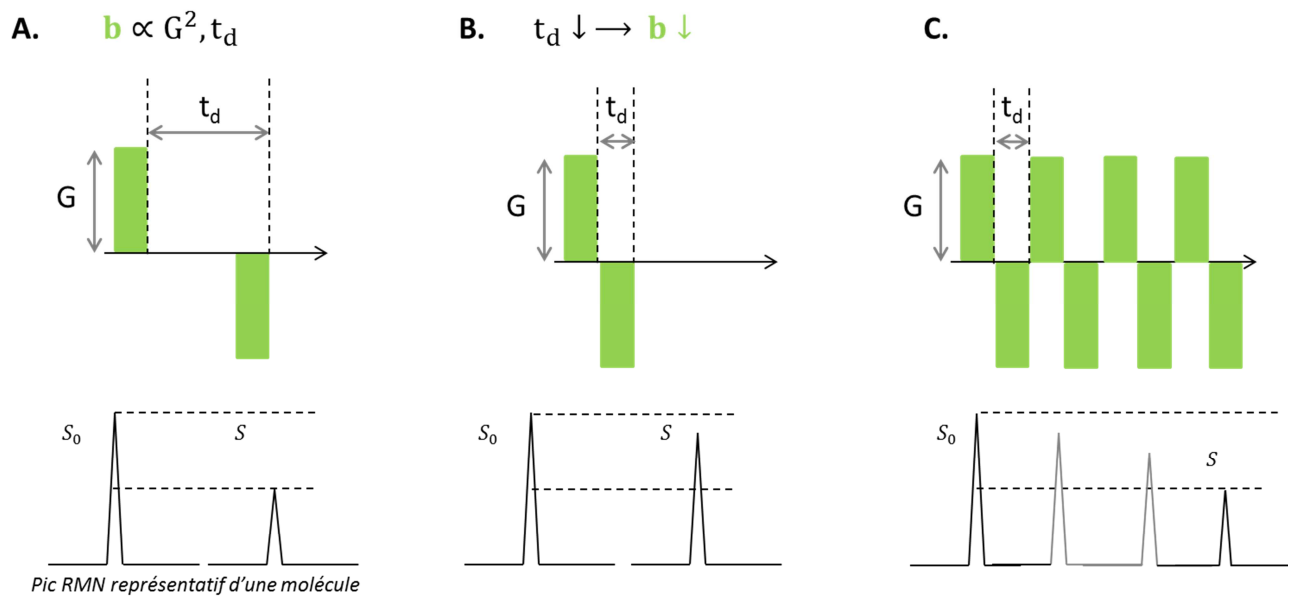 A.
b ∝ G², t_d
t_d
G
S₀
S
Pic RMN représentatif d'une molécule
B.
t_d ↓ → b ↓
t_d
G
S₀
S
C.
t_d
G
S₀
S